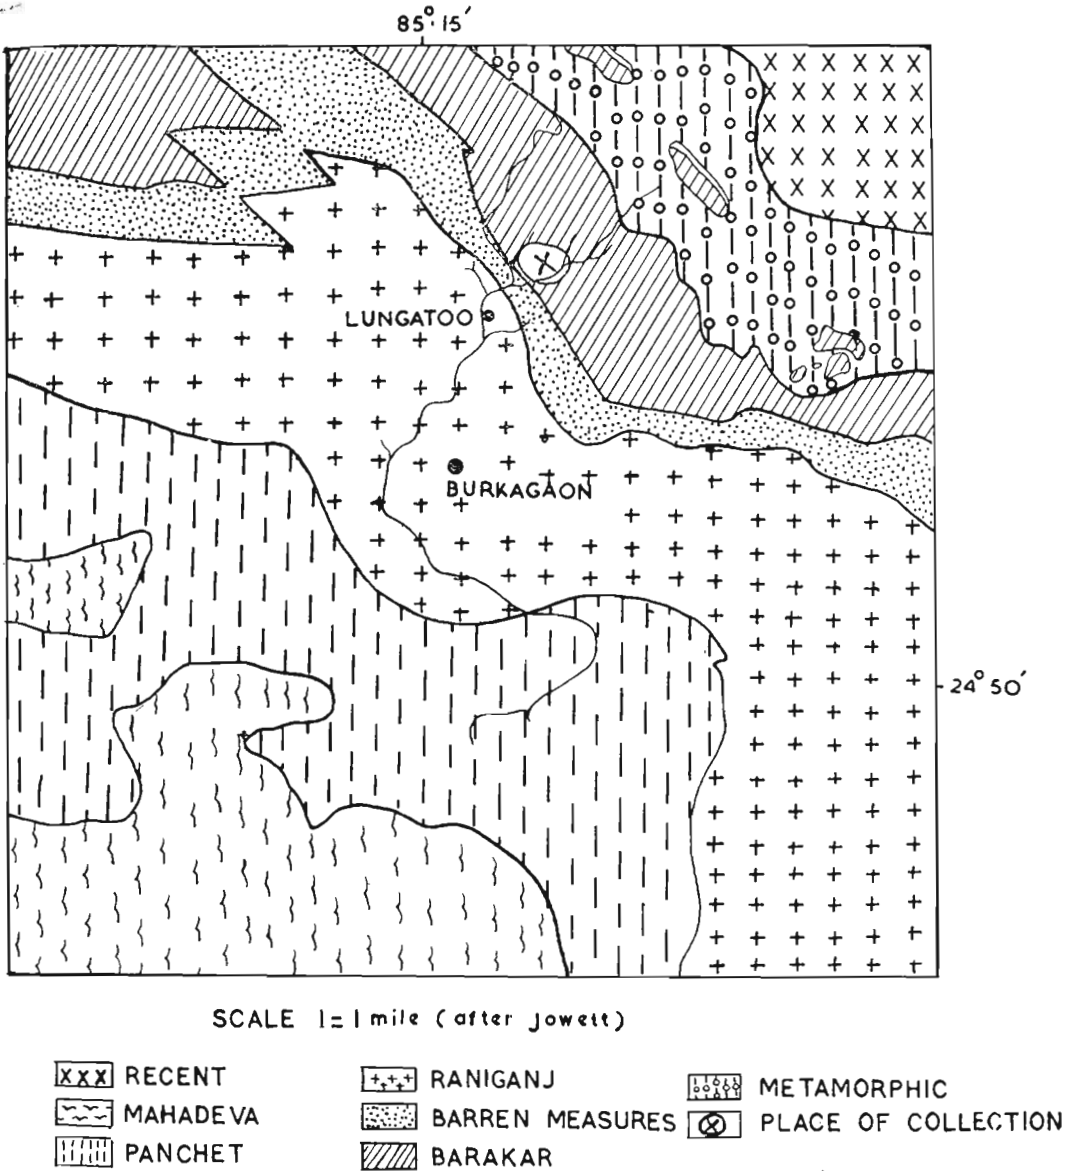 85°·15′
LUNGATOO
BURKAGAON
24° 50′
SCALE 1=1 mile (after Jowett)
XXX RECENT
MAHADEVA
PANCHET
RANIGANJ
BARREN MEASURES
BARAKAR
METAMORPHIC
PLACE OF COLLECTION